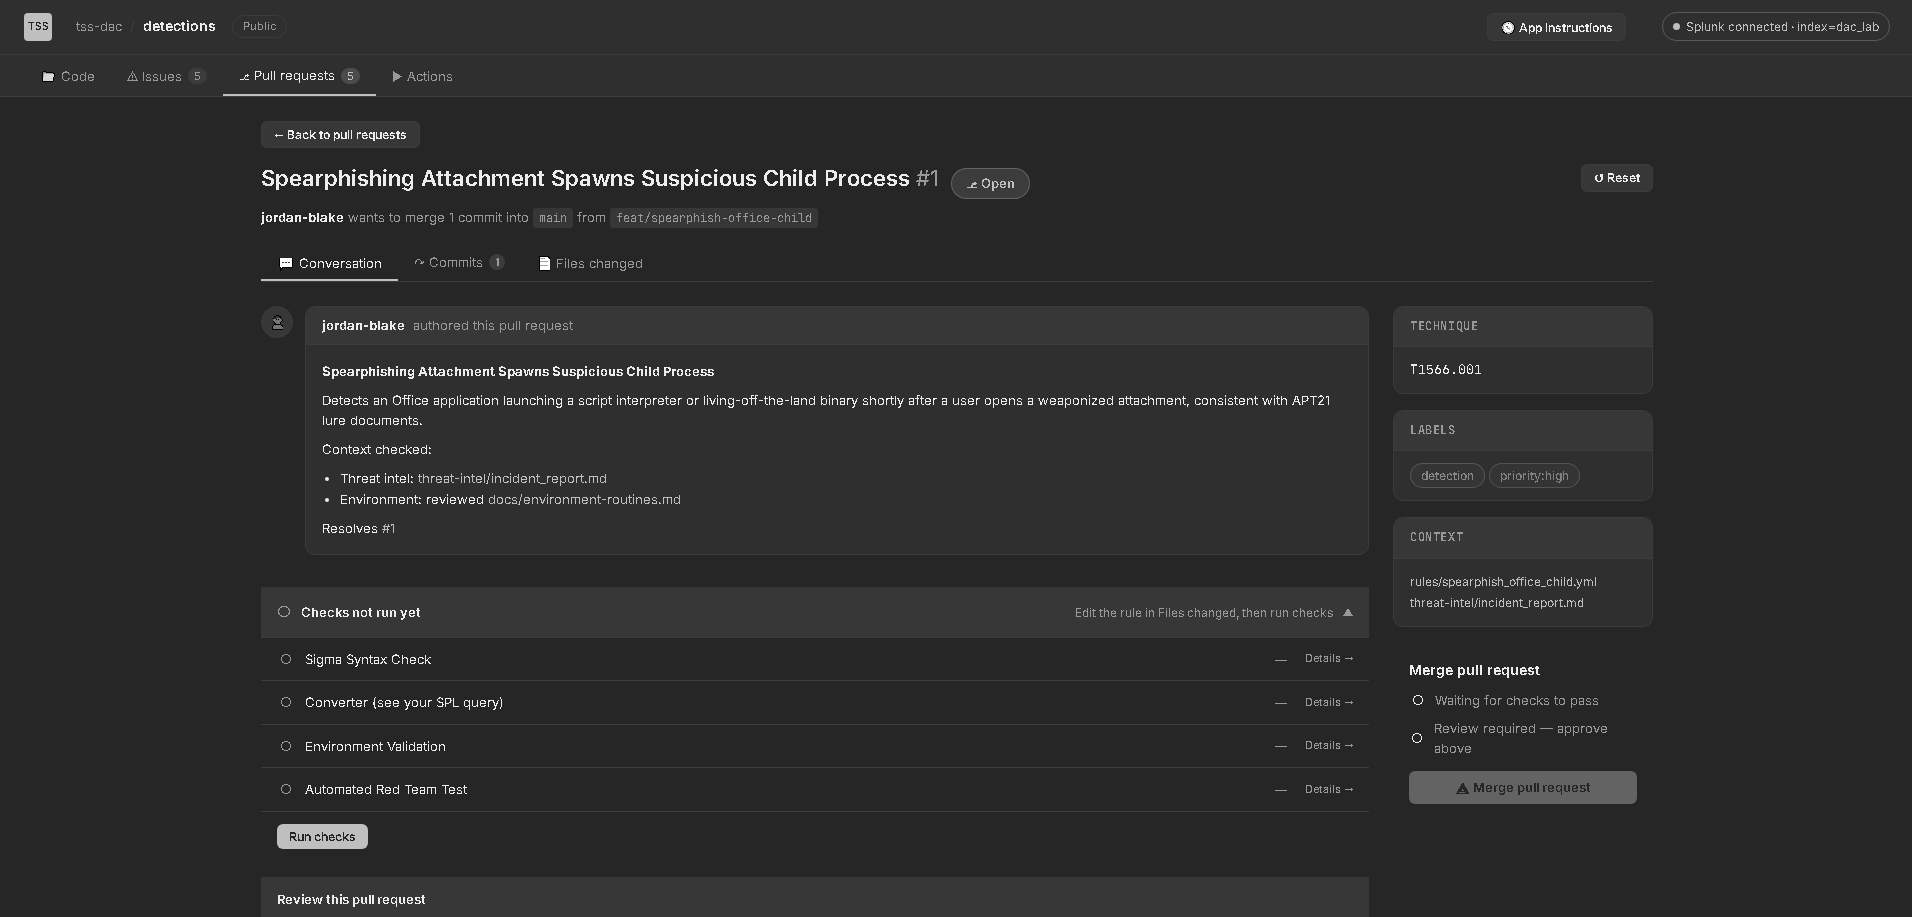 TSS
tss-dac / detections Public
App Instructions
Splunk connected · index=dac_lab
Code
Issues 5
Pull requests 5
Actions
← Back to pull requests
Spearphishing Attachment Spawns Suspicious Child Process #1 Open
↺ Reset
jordan-blake wants to merge 1 commit into main from feat/spearphish-office-child
Conversation
Commits 1
Files changed
jordan-blake authored this pull request
Spearphishing Attachment Spawns Suspicious Child Process
Detects an Office application launching a script interpreter or living-off-the-land binary shortly after a user opens a weaponized attachment, consistent with APT21
lure documents.
Context checked:
• Threat intel: threat-intel/incident_report.md
• Environment: reviewed docs/environment-routines.md
Resolves #1
TECHNIQUE
T1566.001
LABELS
detection priority:high
CONTEXT
rules/spearphish_office_child.yml
threat-intel/incident_report.md
Checks not run yet Edit the rule in Files changed, then run checks ▲
Sigma Syntax Check — Details →
Converter (see your SPL query) — Details →
Environment Validation — Details →
Automated Red Team Test — Details →
Run checks
Merge pull request
Waiting for checks to pass
Review required — approve
above
Merge pull request
Review this pull request